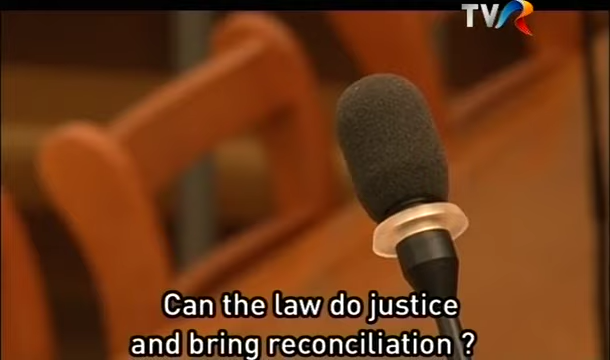 TVR
Can the law do justice
and bring reconciliation ?